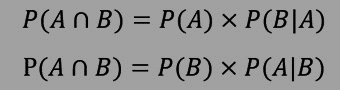 P(A ∩ B) = P(A) × P(B|A)
P(A ∩ B) = P(B) × P(A|B)